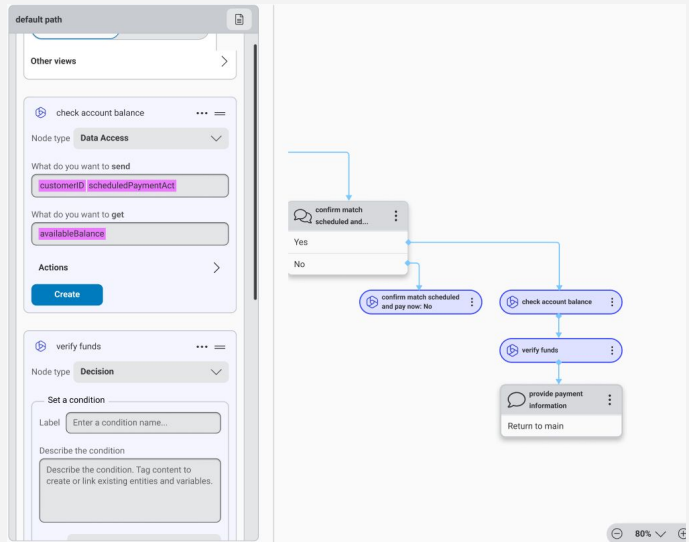 default path
Other views
check account balance
Node type Data Access
What do you want to send
customerID scheduledPaymentAct
What do you want to get
availableBalance
Actions
Create
verify funds
Node type Decision
Set a condition
Label Enter a condition name...
Describe the condition
Describe the condition. Tag content to
create or link existing entities and variables.
confirm match
scheduled and...
Yes
No
confirm match scheduled
and pay now: No
check account balance
verify funds
provide payment
information
Return to main
80%